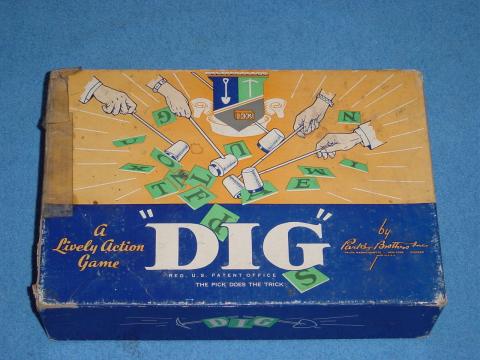 A
Lively Action
Game
"DIG"
REG. U.S. PATENT OFFICE
THE PICK DOES THE TRICK
by
Parker Brothers Inc.
DIG